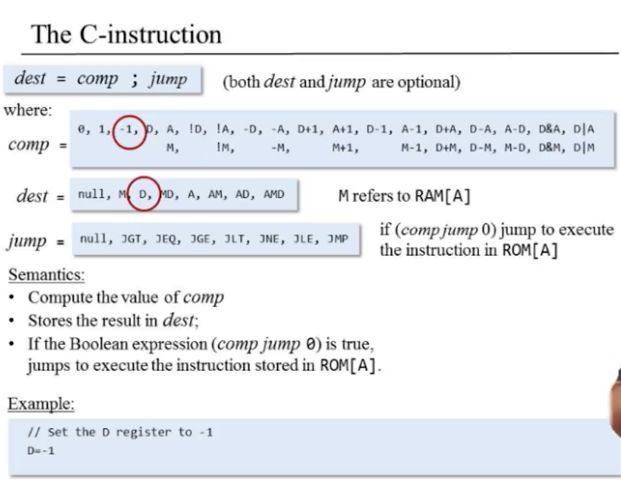 The C-instruction
dest = comp ; jump (both dest and jump are optional)
where:
0, 1, -1, D, A, !D, !A, -D, -A, D+1, A+1, D-1, A-1, D+A, D-A, A-D, D&A, D|A
comp = M, !M, -M, M+1, M-1, D+M, D-M, M-D, D&M, D|M
dest = null, M, D, MD, A, AM, AD, AMD M refers to RAM[A]
jump = null, JGT, JEQ, JGE, JLT, JNE, JLE, JMP if (comp jump 0) jump to execute
the instruction in ROM[A]
Semantics:
• Compute the value of comp
• Stores the result in dest;
• If the Boolean expression (comp jump 0) is true,
jumps to execute the instruction stored in ROM[A].
Example:
// Set the D register to -1
D=-1